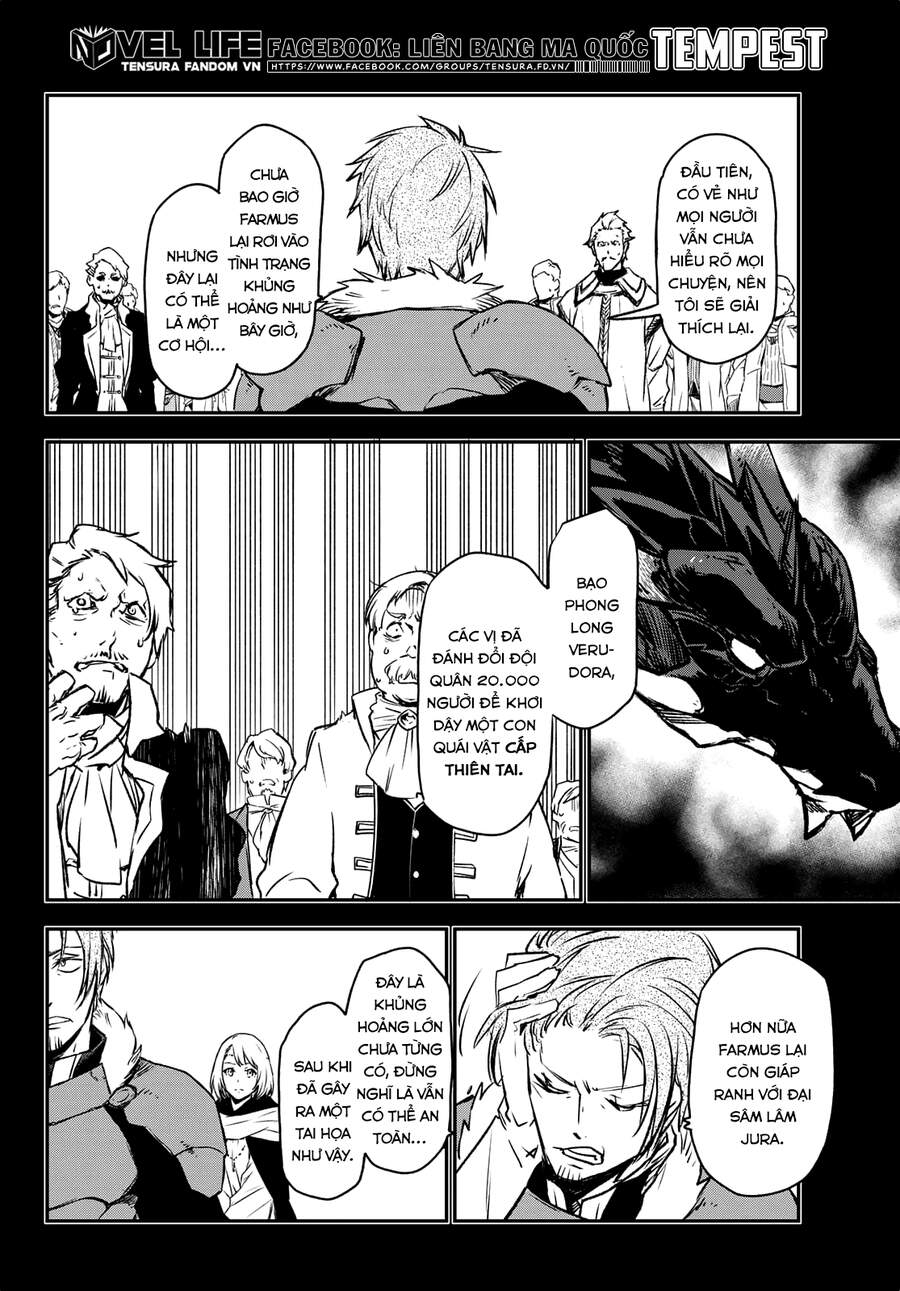 NOVEL LIFE
TENSURA FANDOM VN
FACEBOOK: LIÊN BANG MA QUỐC
HTTPS://WWW.FACEBOOK.COM/GROUPS/TENSURA.FD.VN/
TEMPEST
ĐẦU TIÊN,
CÓ VẺ NHƯ
MỌI NGƯỜI
VẪN CHƯA
HIỂU RÕ MỌI
CHUYỆN, NÊN
TÔI SẼ GIẢI
THÍCH LẠI.
CHƯA
BAO GIỜ
FARMUS
LẠI RƠI VÀO
TÌNH TRẠNG
KHỦNG
HOẢNG NHƯ
BÂY GIỜ,
NHƯNG
ĐÂY LẠI
CÓ THỂ
LÀ MỘT
CƠ HỘI...
BẠO
PHONG
LONG
VERU-
DORA,
CÁC VỊ ĐÃ
ĐÁNH ĐỔI ĐỘI
QUÂN 20.000
NGƯỜI ĐỂ KHƠI
DẬY MỘT CON
QUÁI VẬT CẤP
THIÊN TAI.
HƠN NỮA
FARMUS LẠI
CÒN GIÁP
RANH VỚI ĐẠI
SÂM LÂM
JURA.
ĐÂY LÀ
KHỦNG
HOẢNG LỚN
CHƯA TỪNG
CÓ, ĐỪNG
NGHĨ LÀ VẪN
CÓ THỂ AN
TOÀN...
SAU KHI
ĐÃ GÂY
RA MỘT
TAI HỌA
NHƯ VẬY.